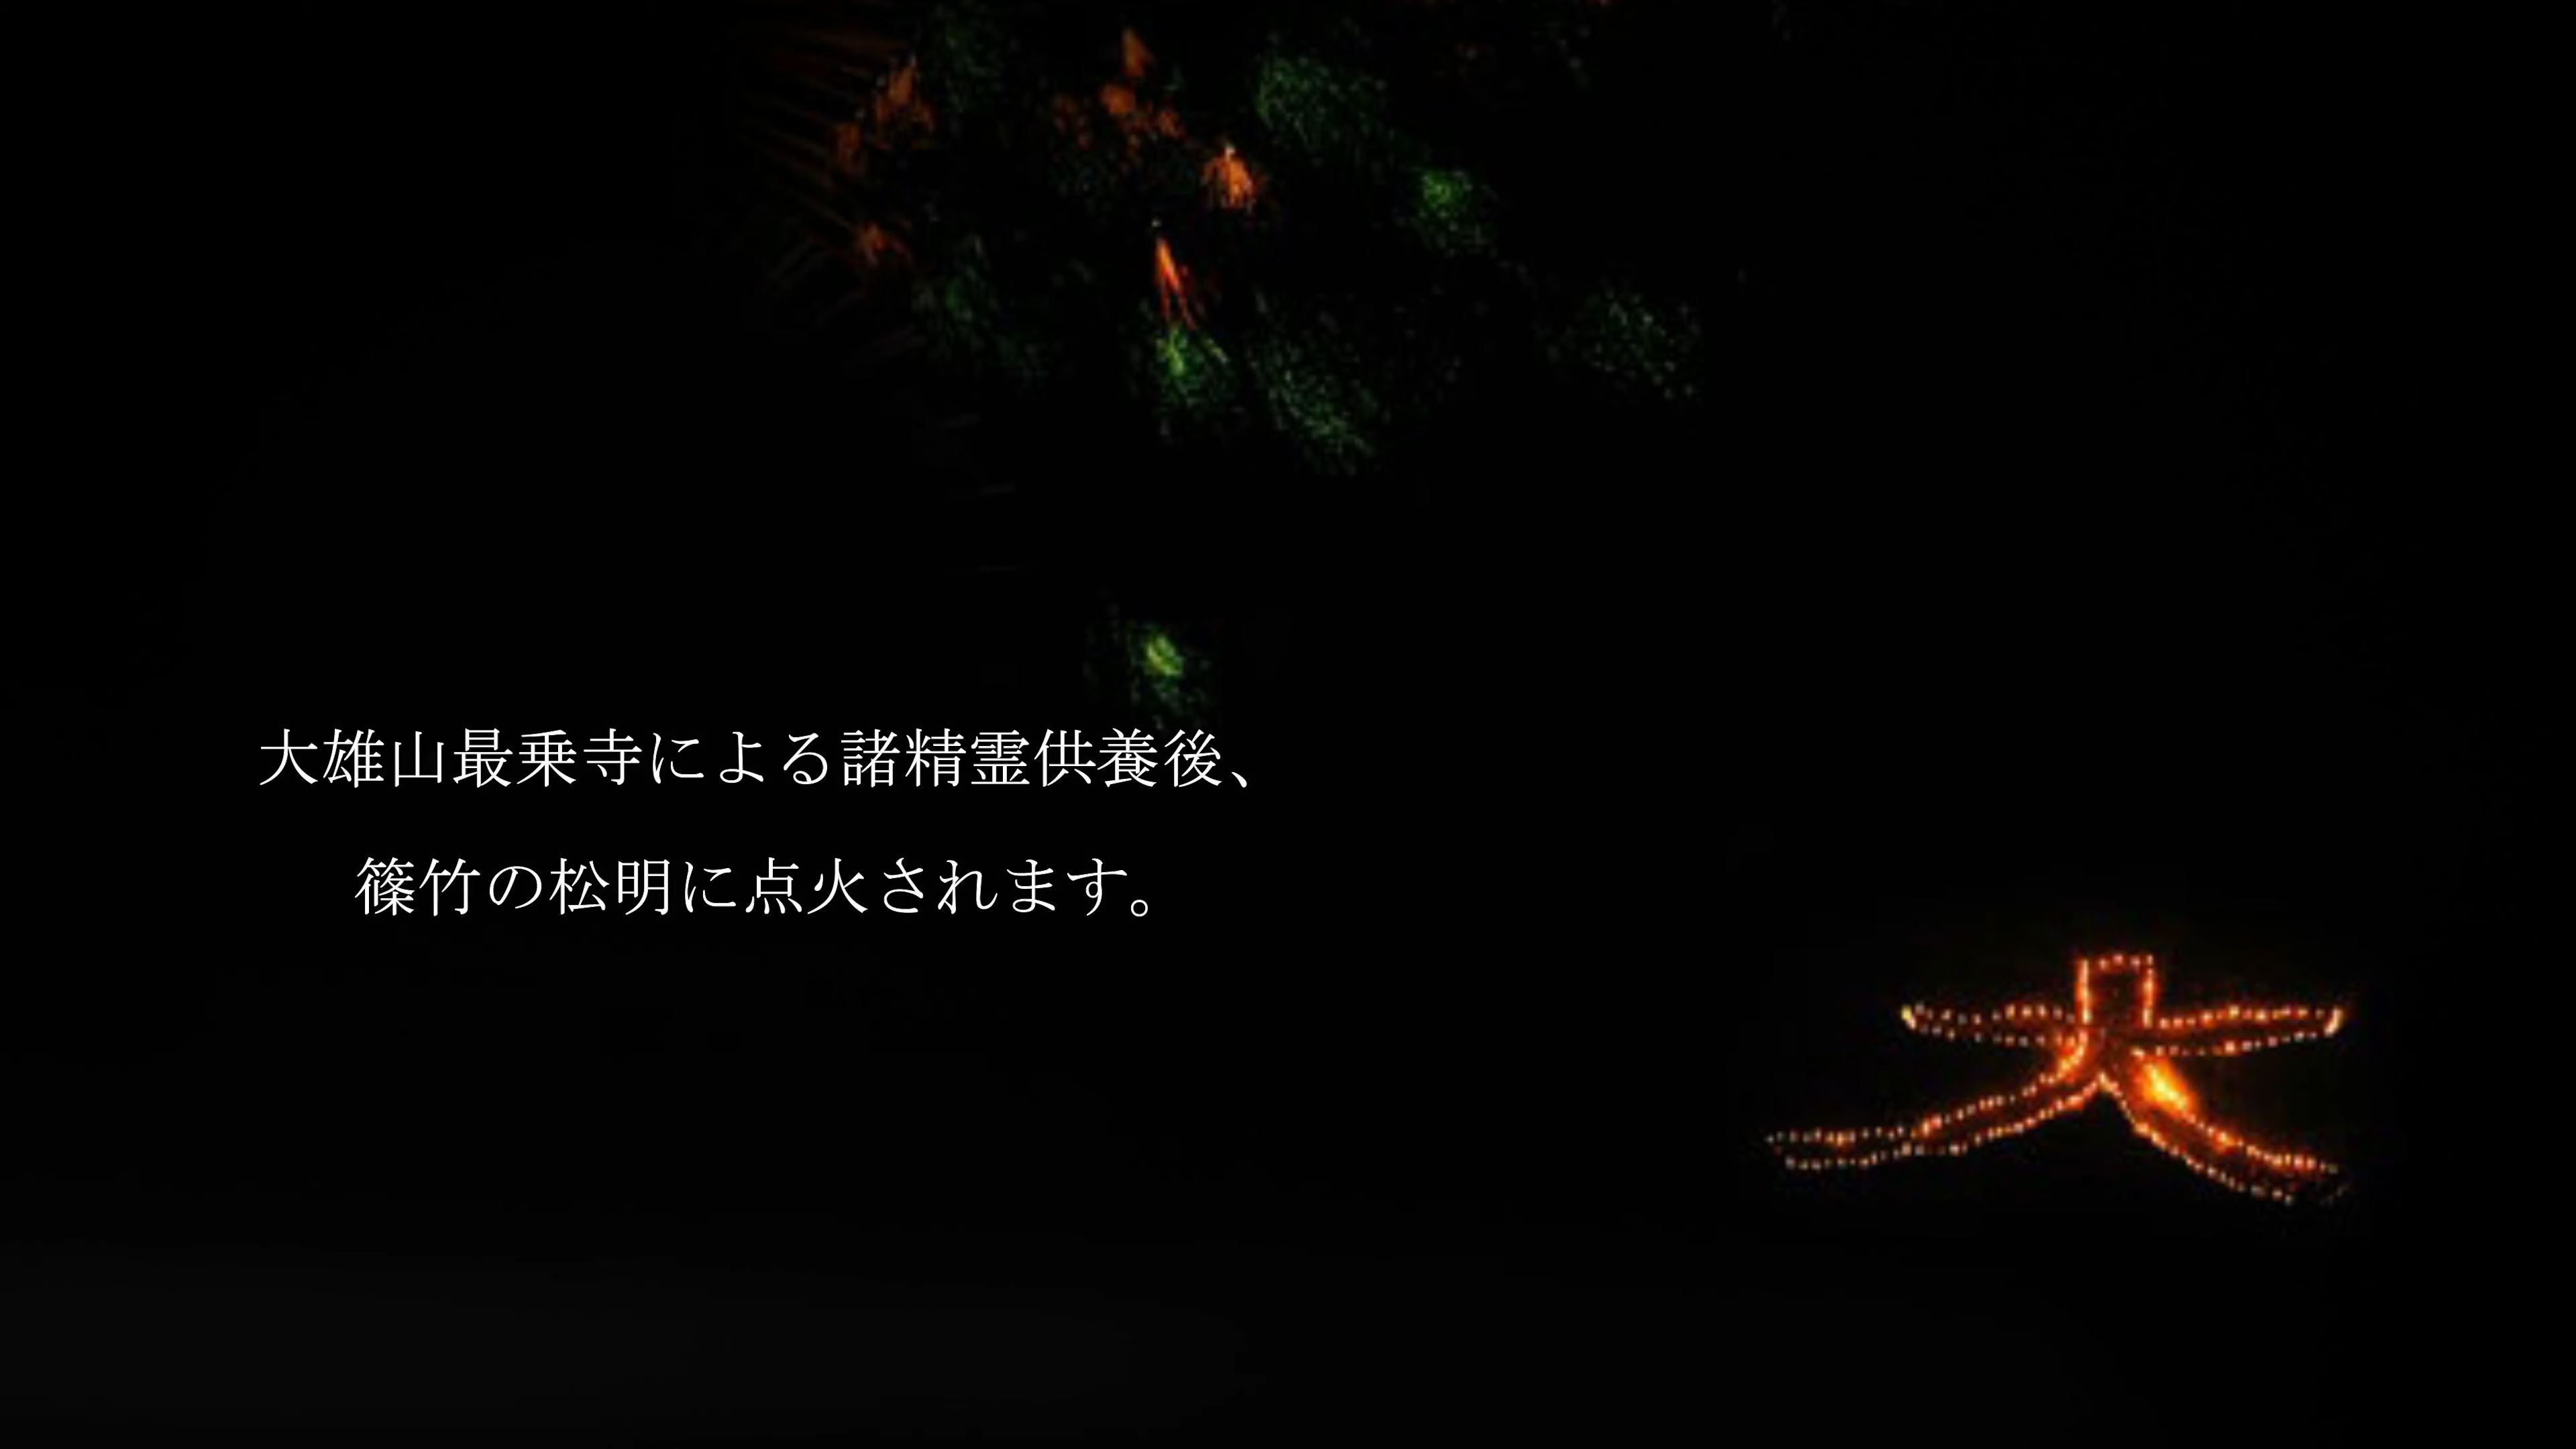 大雄山最乗寺による諸精霊供養後、
篠竹の松明に点火されます。
大